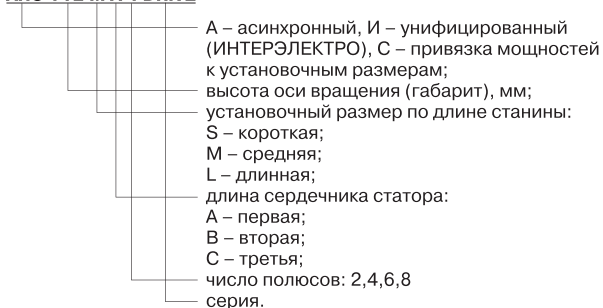 А – асинхронный, И – унифицированный
(ИНТЕРЭЛЕКТРО), С – привязка мощностей
к установочным размерам;
высота оси вращения (габарит), мм;
установочный размер по длине станины:
S – короткая;
M – средняя;
L – длинная;
длина сердечника статора:
A – первая;
B – вторая;
C – третья;
число полюсов: 2,4,6,8
серия.